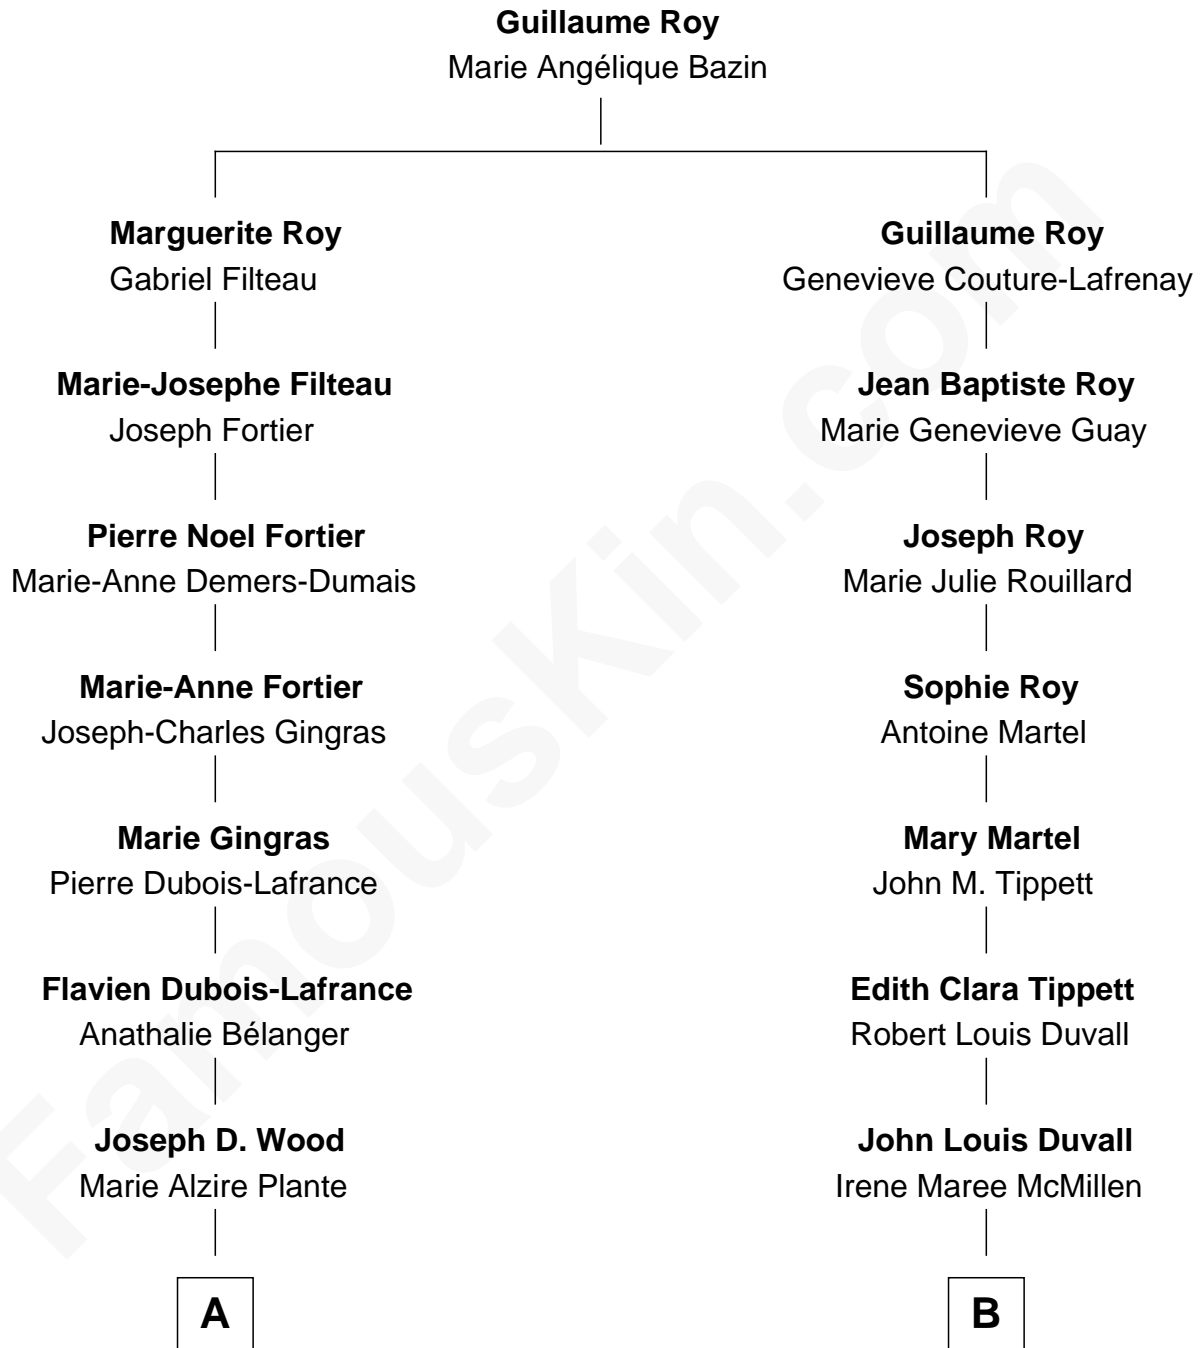 Guillaume Roy
Marie Angélique Bazin
Marguerite Roy
Gabriel Filteau
Guillaume Roy
Genevieve Couture-Lafrenay
Marie-Josephe Filteau
Joseph Fortier
Jean Baptiste Roy
Marie Genevieve Guay
Pierre Noel Fortier
Marie-Anne Demers-Dumais
Joseph Roy
Marie Julie Rouillard
Marie-Anne Fortier
Joseph-Charles Gingras
Sophie Roy
Antoine Martel
Marie Gingras
Pierre Dubois-Lafrance
Mary Martel
John M. Tippett
Flavien Dubois-Lafrance
Anathalie Bélanger
Edith Clara Tippett
Robert Louis Duvall
Joseph D. Wood
Marie Alzire Plante
John Louis Duvall
Irene Maree McMillen
A
B
FamousKin.com